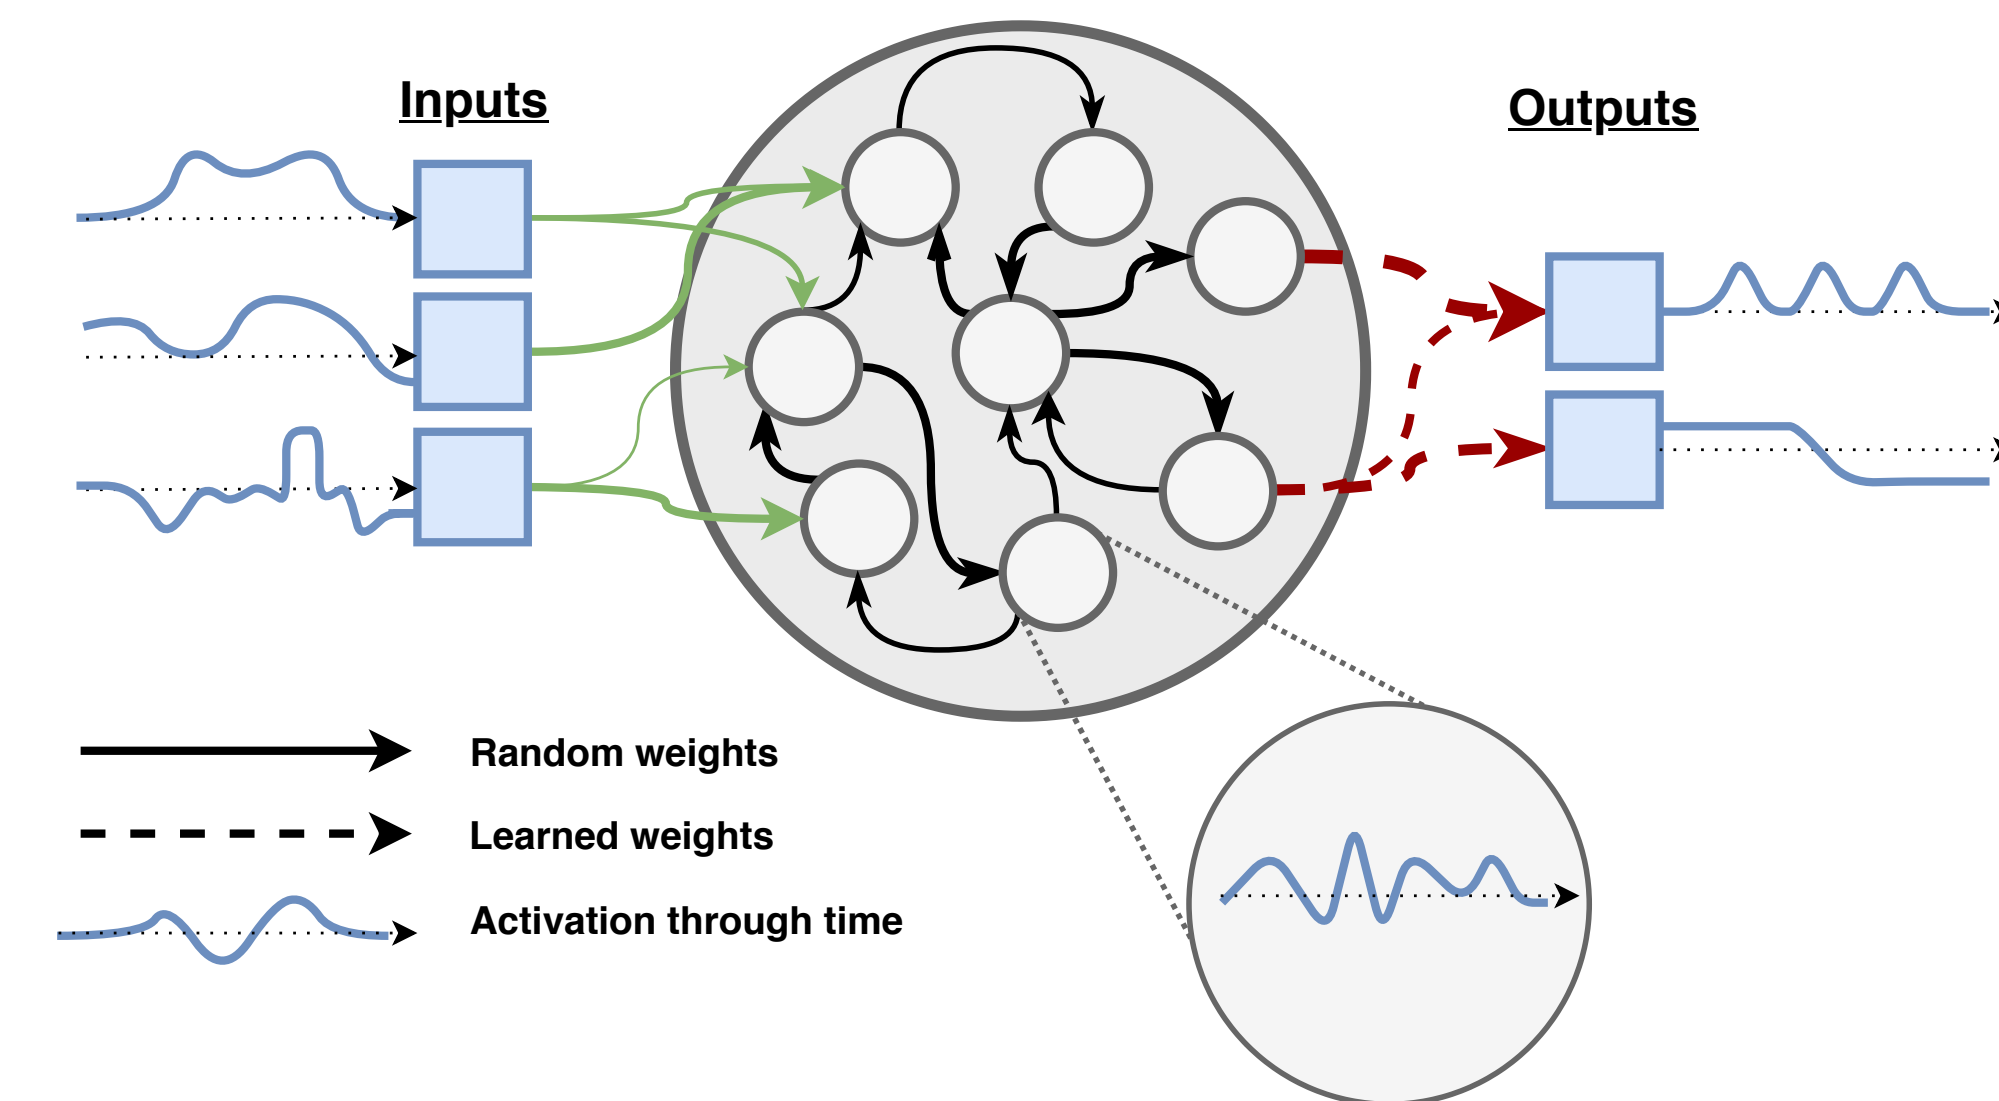 Inputs
Outputs
Random weights
Learned weights
Activation through time